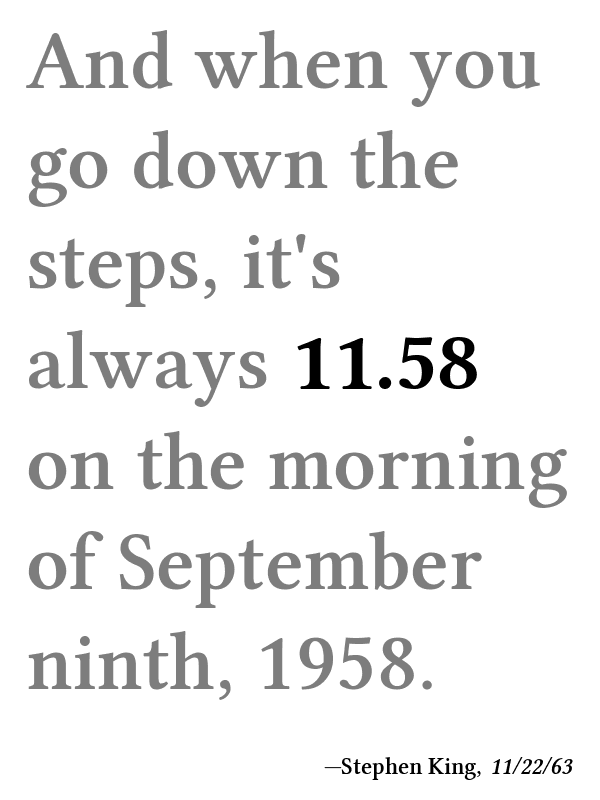 And when you
go down the
steps, it's
always 11.58
on the morning
of September
ninth, 1958.
—Stephen King, 11/22/63